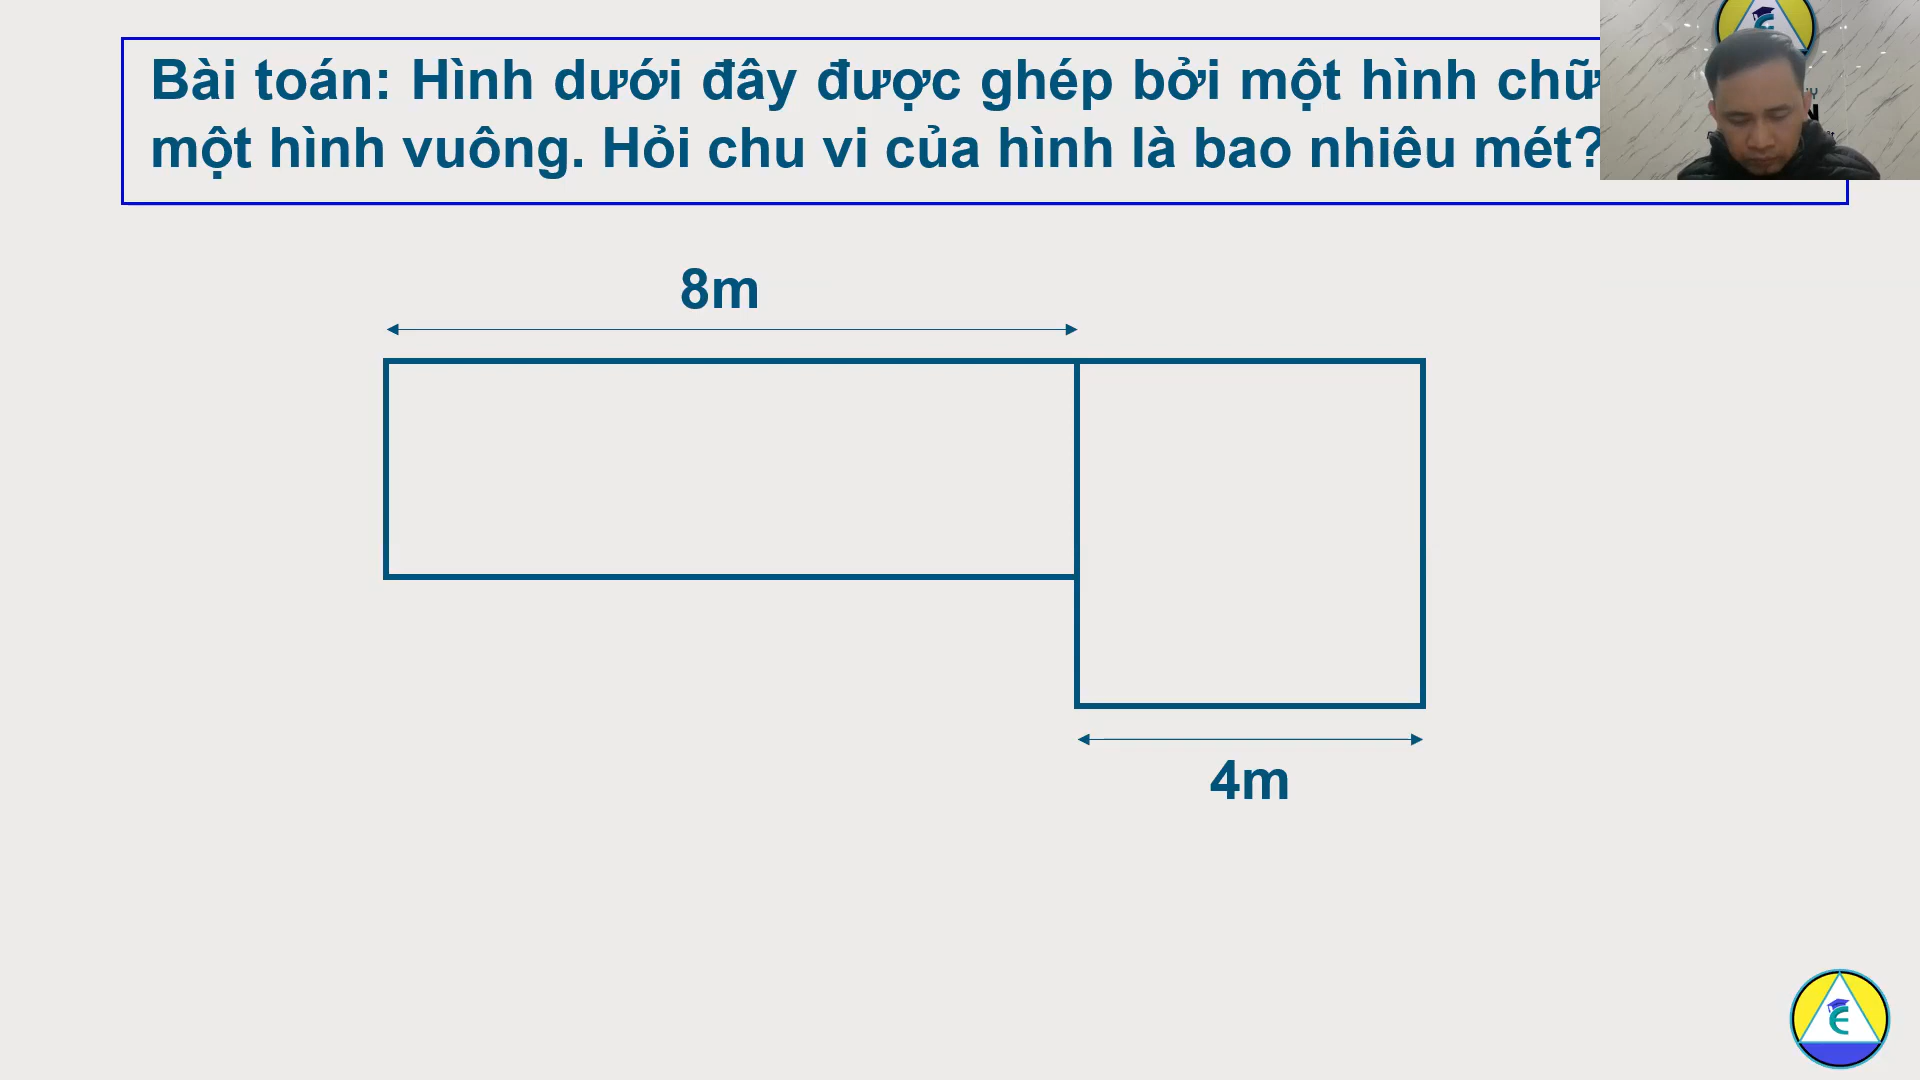 Bài toán: Hình dưới đây được ghép bởi một hình chữ
một hình vuông. Hỏi chu vi của hình là bao nhiêu mét?
8m
4m